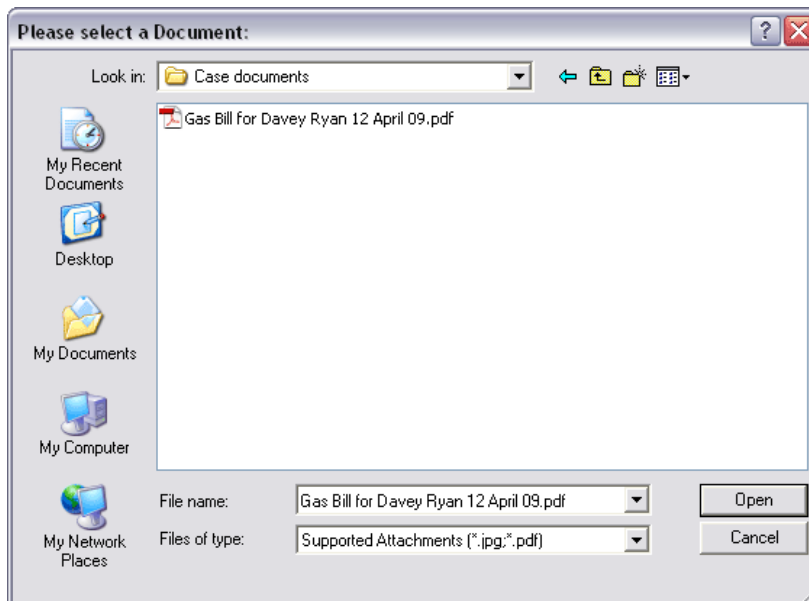 Please select a Document:
Look in: Case documents
Gas Bill for Davey Ryan 12 April 09.pdf
My Recent
Documents
Desktop
My Documents
My Computer
My Network
Places
File name: Gas Bill for Davey Ryan 12 April 09.pdf Open
Files of type: Supported Attachments (*.jpg;*.pdf) Cancel